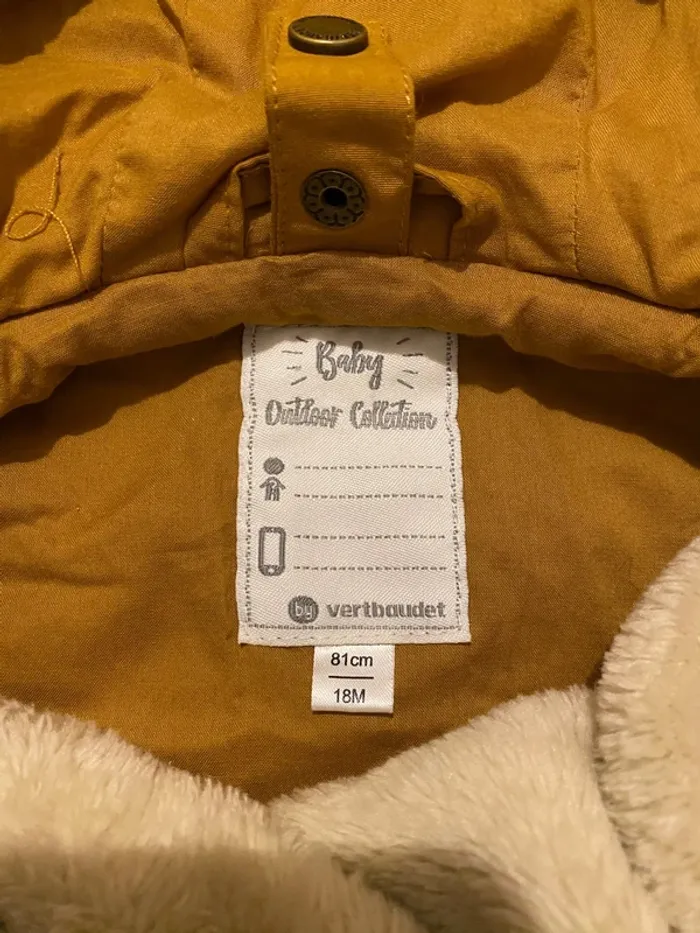 Baby
Outdoor Collection
by vertbaudet
81cm
18M